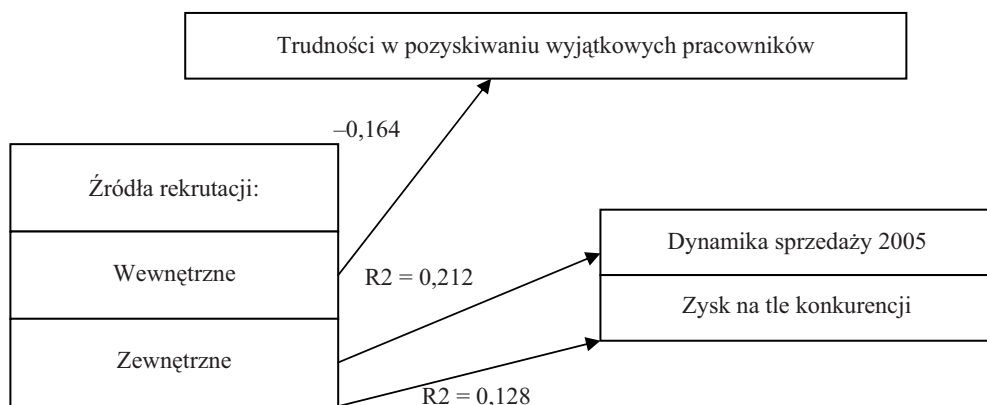 Trudności w pozyskiwaniu wyjątkowych pracowników
–0,164
Źródła rekrutacji:
Wewnętrzne
Zewnętrzne
R2 = 0,212
R2 = 0,128
Dynamika sprzedaży 2005
Zysk na tle konkurencji